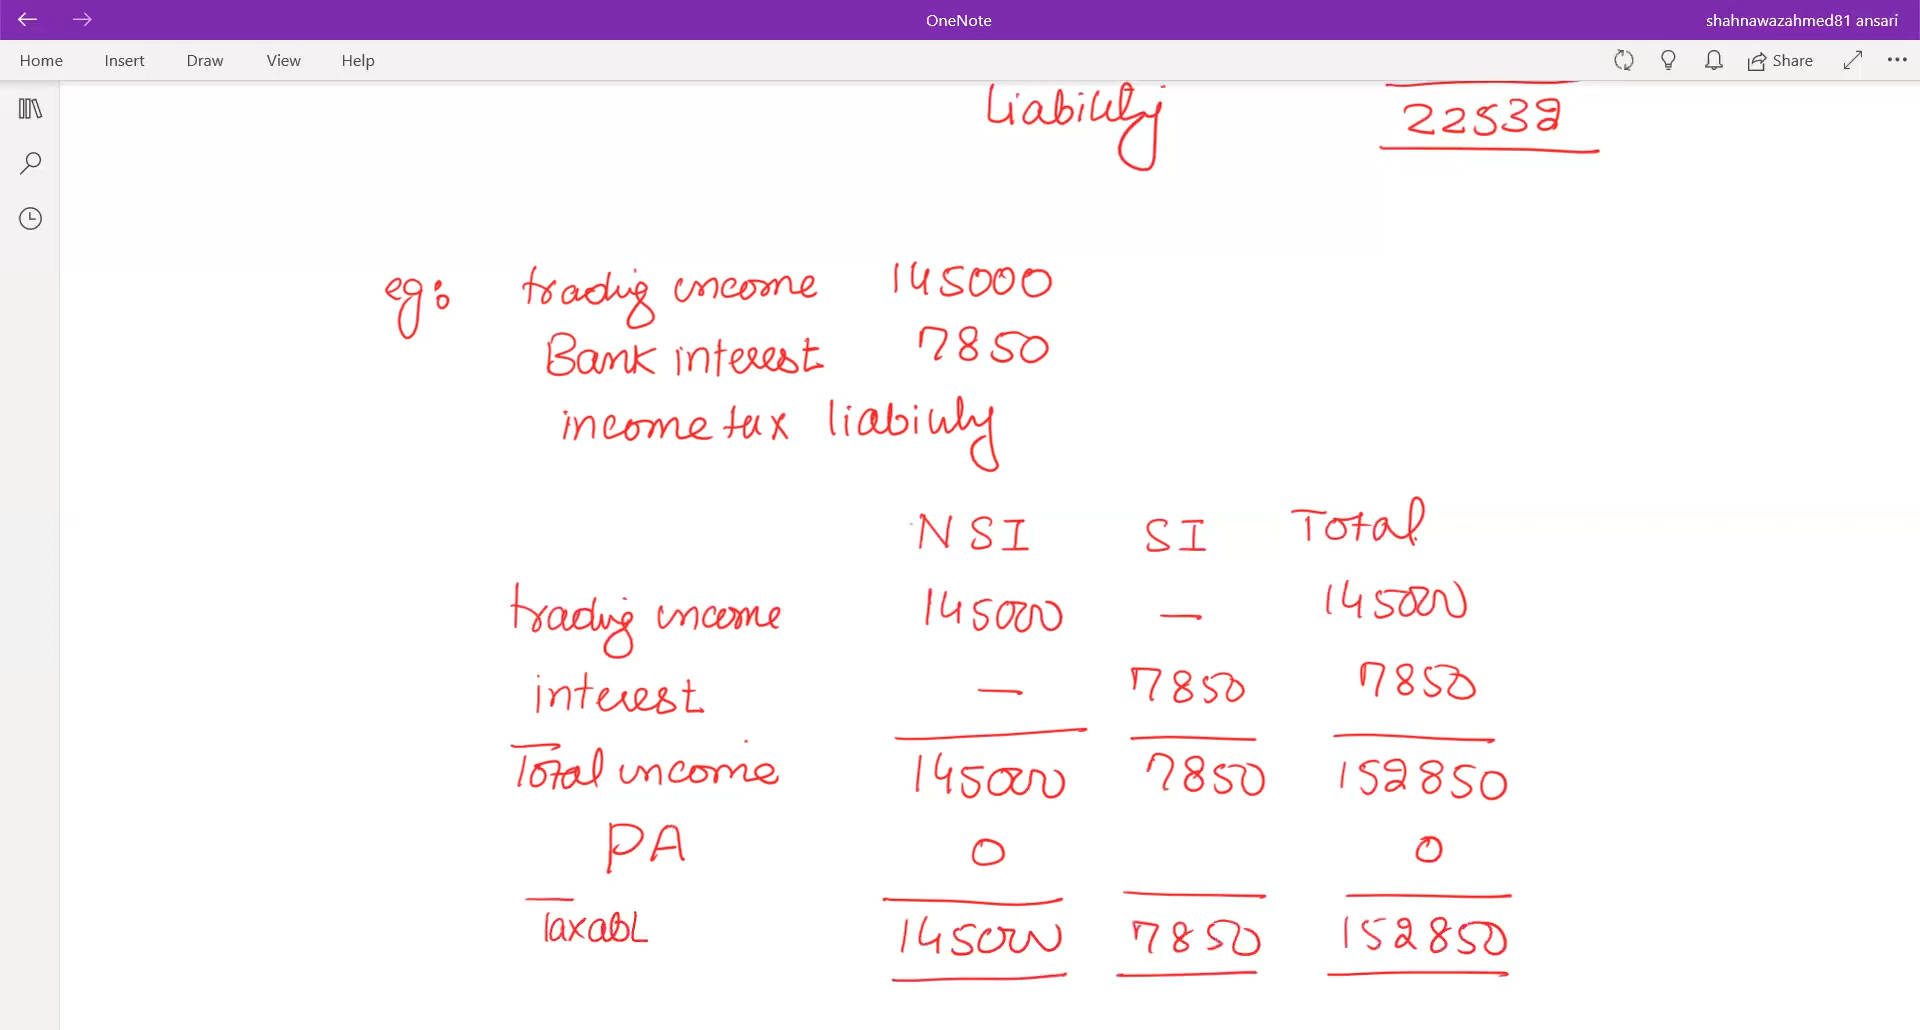 OneNote
shahnawazahmed81 ansari
Home Insert Draw View Help Share
Liability 22532
eg: trading income 145000
Bank interest 7850
income tax liability
NSI SI Total
trading income 145000 — 145000
interest — 7850 7850
Total income 145000 7850 152850
PA 0 0
Taxabl 145000 7850 152850